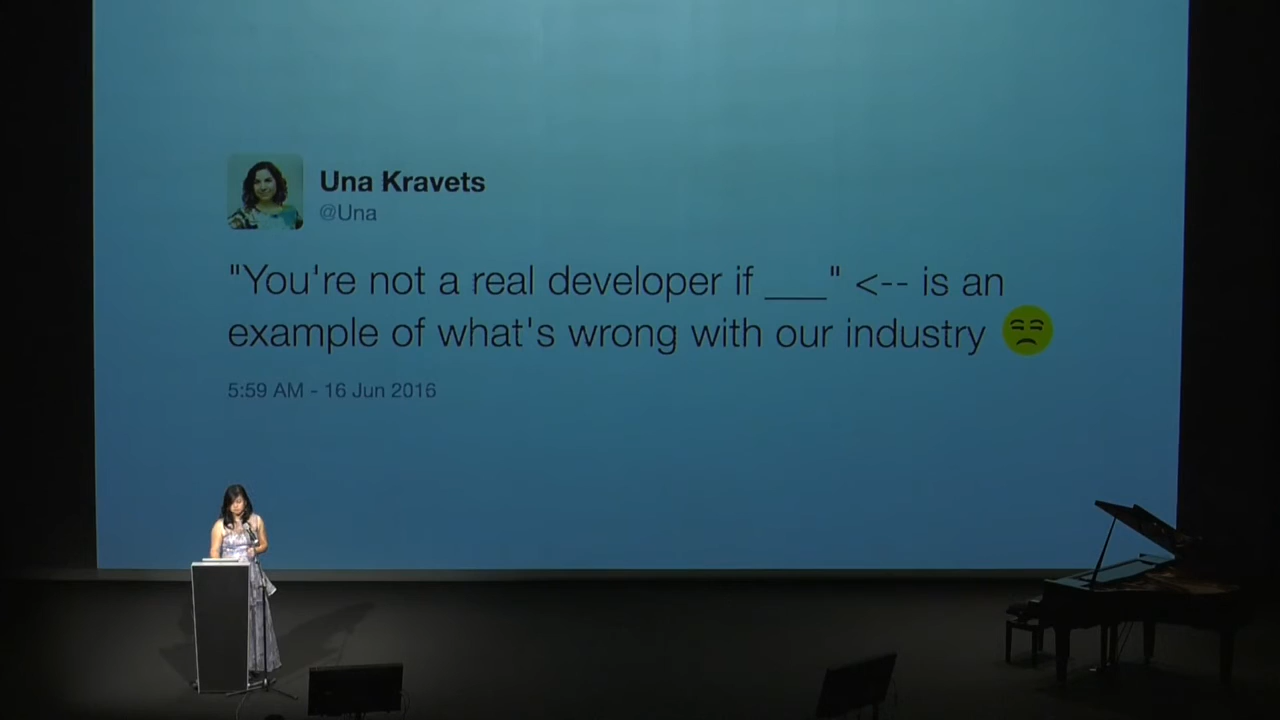 Una Kravets
@Una
"You're not a real developer if ___" <-- is an
example of what's wrong with our industry 😒
5:59 AM - 16 Jun 2016